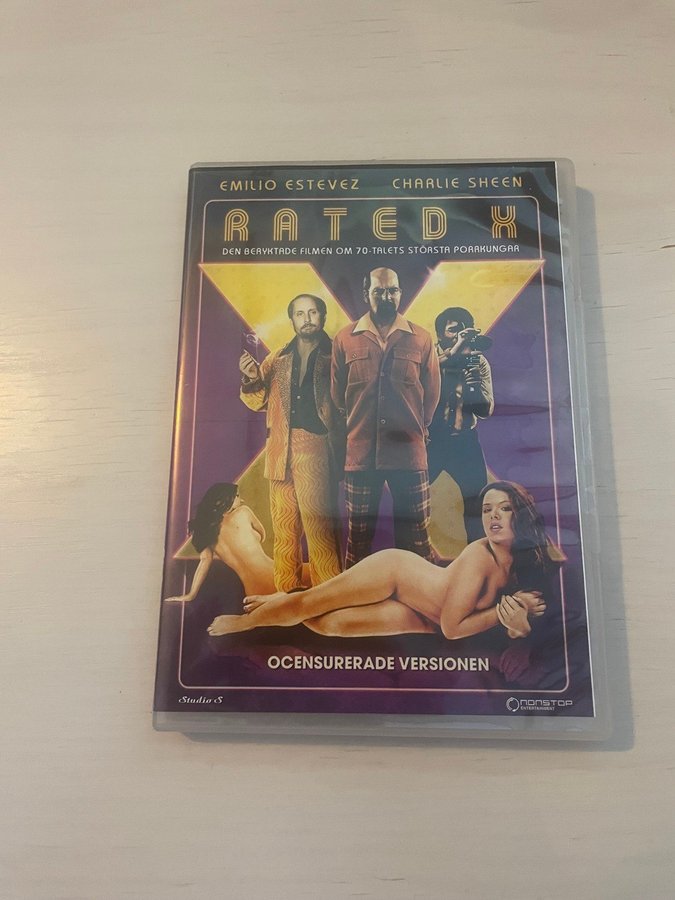 EMILIO ESTEVEZ CHARLIE SHEEN
RATED X
DEN BERYKTADE FILMEN OM 70-TALETS STÖRSTA PORRKUNGAR
OCENSURERADE VERSIONEN
Studio S
NONSTOP
ENTERTAINMENT